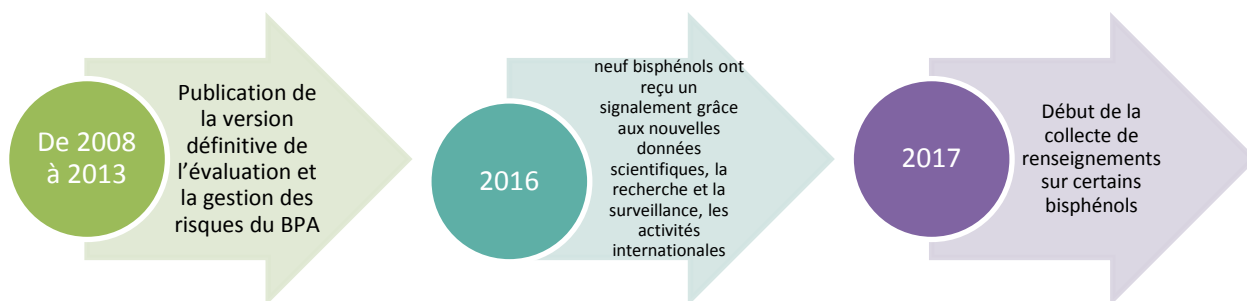 De 2008
à 2013
Publication de
la version
définitive de
l'évaluation et
la gestion des
risques du BPA
2016
neuf bisphénols ont
reçu un
signalement grâce
aux nouvelles
données
scientifiques, la
recherche et la
surveillance, les
activités
internationales
2017
Début de la
collecte de
renseignements
sur certains
bisphénols